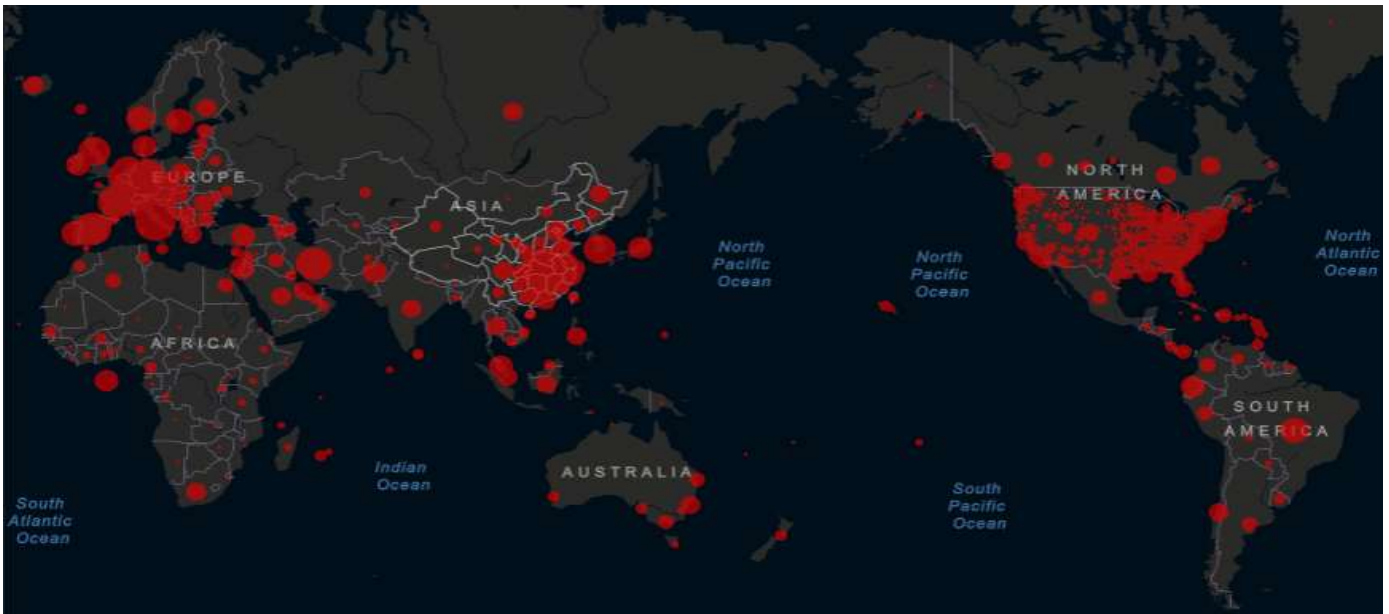 EUROPE
ASIA
NORTH
AMERICA
North
Pacific
Ocean
North
Pacific
Ocean
North
Atlantic
Ocean
AFRICA
SOUTH
AMERICA
Indian
Ocean
AUSTRALIA
South
Atlantic
Ocean
South
Pacific
Ocean